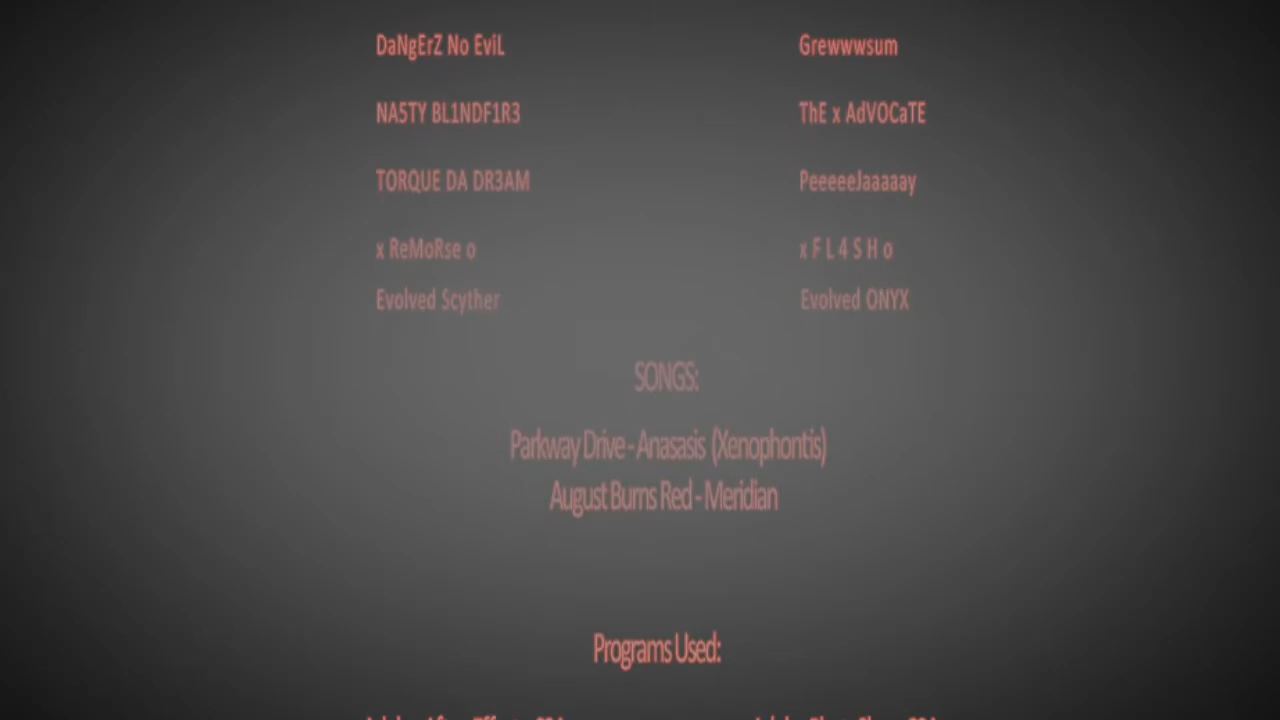 DaNgErZ No EviL Grewwwsum
NA5TY BL1NDF1R3 ThE x AdVOCaTE
TORQUE DA DR3AM PeeeeeJaaaaay
x ReMoRse o x F L 4 S H o
Evolved Scyther Evolved ONYX
SONGS:
Parkway Drive - Anasasis (Xenophontis)
August Burns Red - Meridian
Programs Used: